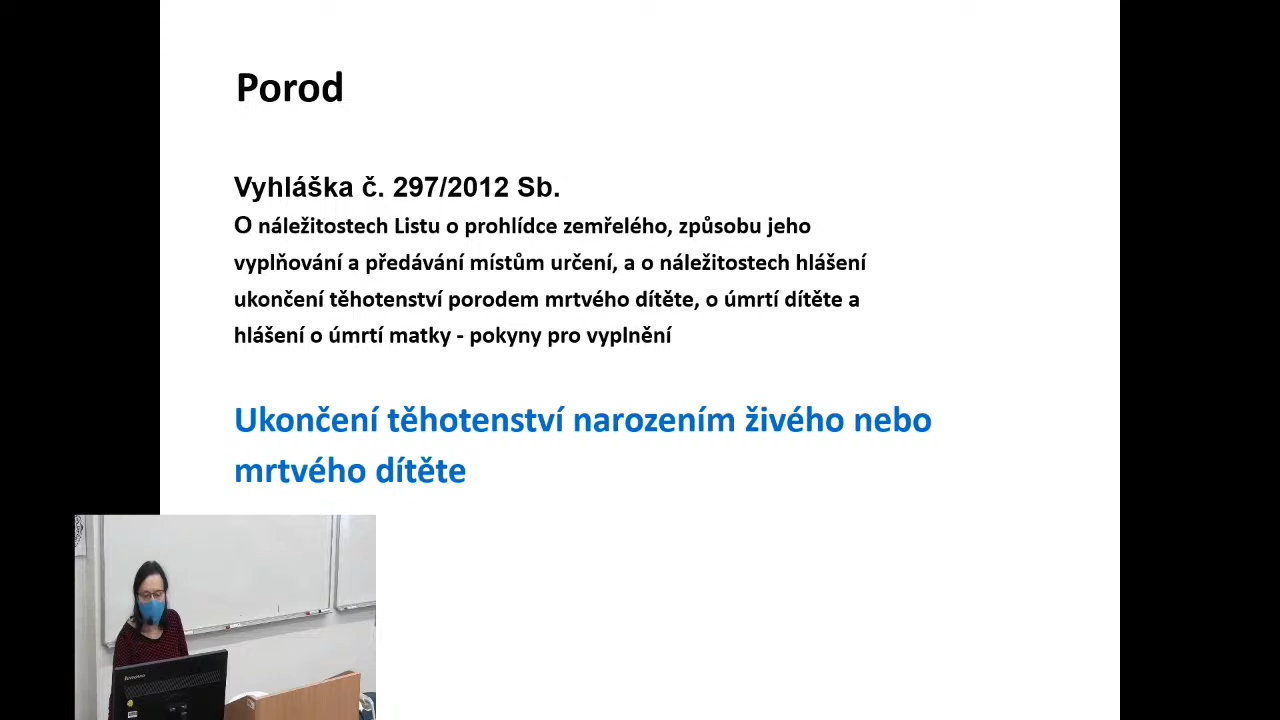 Porod
Vyhláška č. 297/2012 Sb.
O náležitostech Listu o prohlídce zemřelého, způsobu jeho
vyplňování a předávání místům určení, a o náležitostech hlášení
ukončení těhotenství porodem mrtvého dítěte, o úmrtí dítěte a
hlášení o úmrtí matky - pokyny pro vyplnění
Ukončení těhotenství narozením živého nebo
mrtvého dítěte